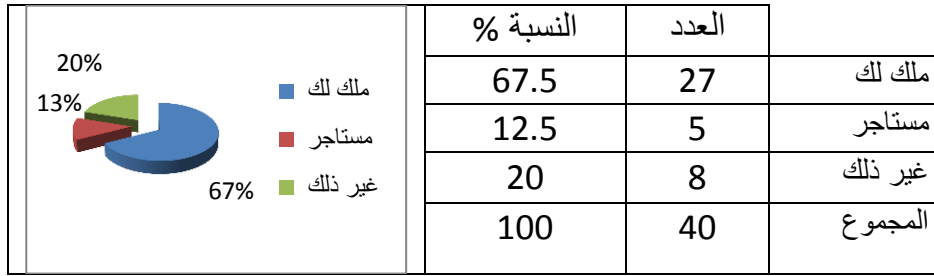 العدد النسبة %
ملك لك 27 67.5
مستاجر 5 12.5
غير ذلك 8 20
المجموع 40 100
20%
13%
67%
ملك لك
مستاجر
غير ذلك